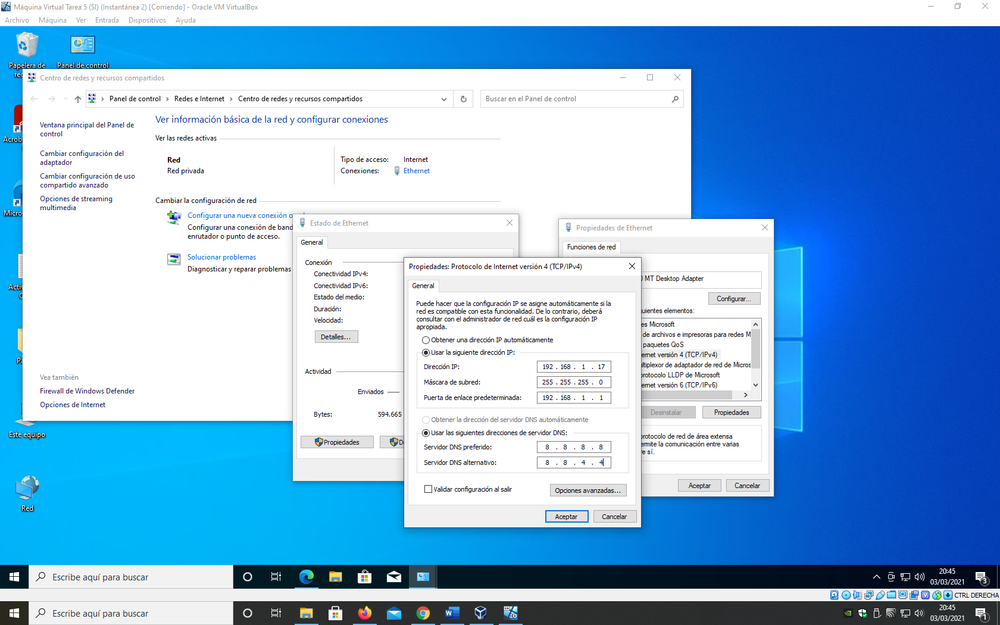 Máquina Virtual Tarea 5 (SI) (Instantánea 2) [Corriendo] - Oracle VM VirtualBox
Archivo Máquina Ver Entrada Dispositivos Ayuda
Papelera de
Panel de control
Centro de redes y recursos compartidos
Panel de control > Redes e Internet > Centro de redes y recursos compartidos
Buscar en el Panel de control
Ventana principal del Panel de
control
Cambiar configuración del
adaptador
Cambiar configuración de uso
compartido avanzado
Opciones de streaming
multimedia
Vea también
Firewall de Windows Defender
Opciones de Internet
Ver información básica de la red y configurar conexiones
Ver las redes activas
Red
Red privada
Tipo de acceso: Internet
Conexiones: Ethernet
Cambiar la configuración de red
Configurar una nueva conexión o
Configurar una conexión de band
enrutador o punto de acceso.
Solucionar problemas
Diagnosticar y reparar problemas
Acrob
Micros
Este equipo
Red
Estado de Ethernet
General
Conexión
Conectividad IPv4:
Conectividad IPv6:
Estado del medio:
Duración:
Velocidad:
Detalles...
Actividad
Enviados
Bytes: 594.665
Propiedades
Propiedades: Protocolo de Internet versión 4 (TCP/IPv4)
General
Puede hacer que la configuración IP se asigne automáticamente si la
red es compatible con esta funcionalidad. De lo contrario, deberá
consultar con el administrador de red cuál es la configuración IP
apropiada.
Obtener una dirección IP automáticamente
Usar la siguiente dirección IP:
Dirección IP: 192 . 168 . 1 . 17
Máscara de subred: 255 . 255 . 255 . 0
Puerta de enlace predeterminada: 192 . 168 . 1 . 1
Obtener la dirección del servidor DNS automáticamente
Usar las siguientes direcciones de servidor DNS:
Servidor DNS preferido: 8 . 8 . 8 . 8
Servidor DNS alternativo: 8 . 8 . 4 . 4
Validar configuración al salir
Opciones avanzadas...
Aceptar Cancelar
Propiedades de Ethernet
Funciones de red
MT Desktop Adapter
Configurar...
uientes elementos:
es Microsoft
de archivos e impresoras para redes M
paquetes QoS
ernet versión 4 (TCP/IPv4)
ltiplexor de adaptador de red de Micros
rotocolo LLDP de Microsoft
ernet versión 6 (TCP/IPv6)
Desinstalar Propiedades
rotocolo de red de área extensa
rmite la comunicación entre varias
e sí.
Aceptar Cancelar
Escribe aquí para buscar
20:45
03/03/2021
3
CTRL DERECHA
Escribe aquí para buscar
20:45
03/03/2021
1